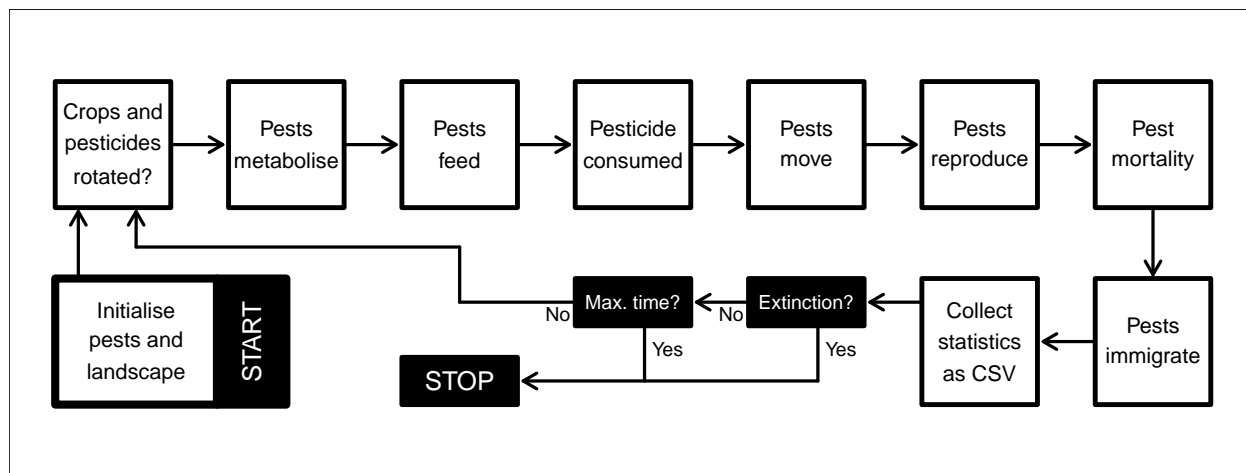 Crops and
pesticides
rotated?
Pests
metabolise
Pests
feed
Pesticide
consumed
Pests
move
Pests
reproduce
Pest
mortality
Initialise
pests and
landscape
START
No
Max. time?
No
Extinction?
Collect
statistics
as CSV
Pests
immigrate
Yes
Yes
STOP